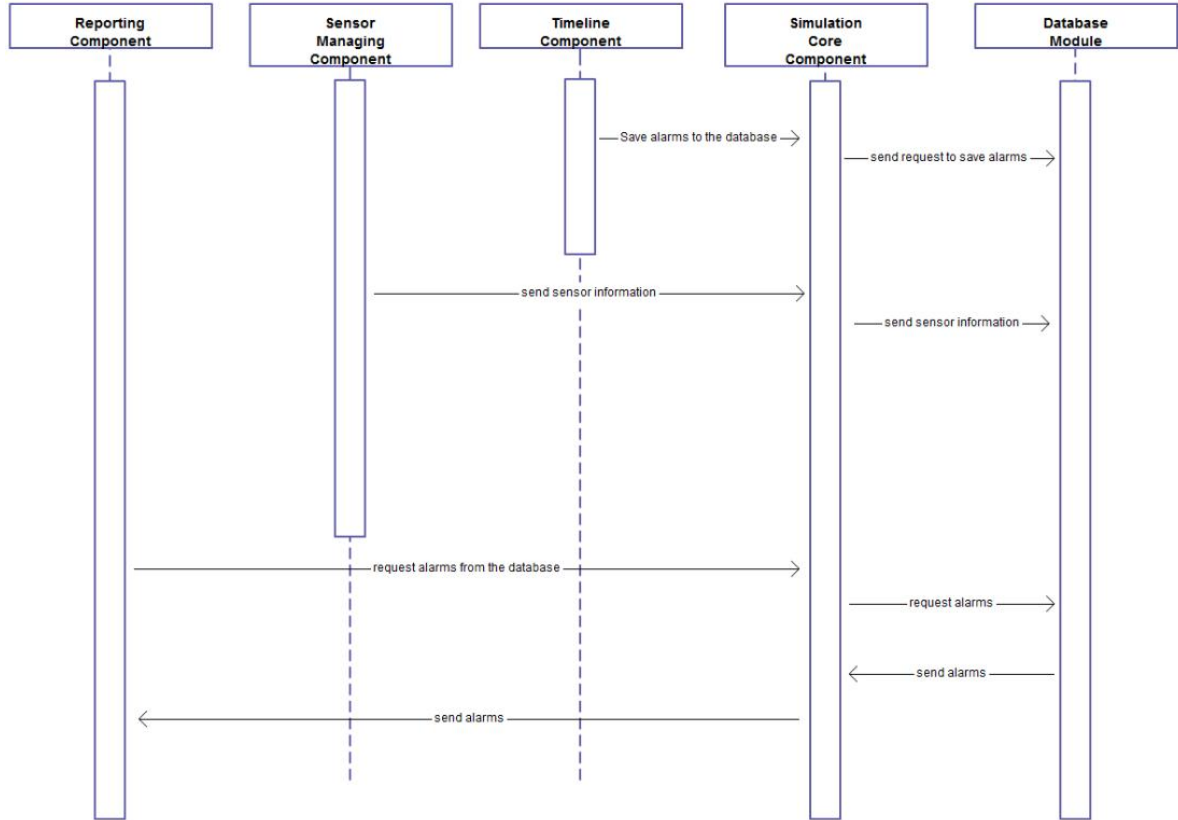 Reporting
Component
Sensor
Managing
Component
Timeline
Component
Simulation
Core
Component
Database
Module
Save alarms to the database
send request to save alarms
send sensor information
send sensor information
request alarms from the database
request alarms
send alarms
send alarms